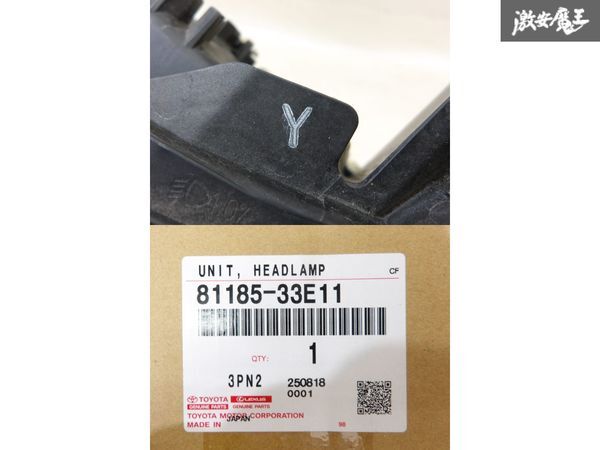 激安魔王
Y
UNIT, HEADLAMP
CF
81185-33E11
QTY:
1
3PN2
250818
0001
TOYOTA
GENUINE PARTS
LEXUS
GENUINE PARTS
TOYOTA MOTOR CORPORATION
MADE IN JAPAN
98